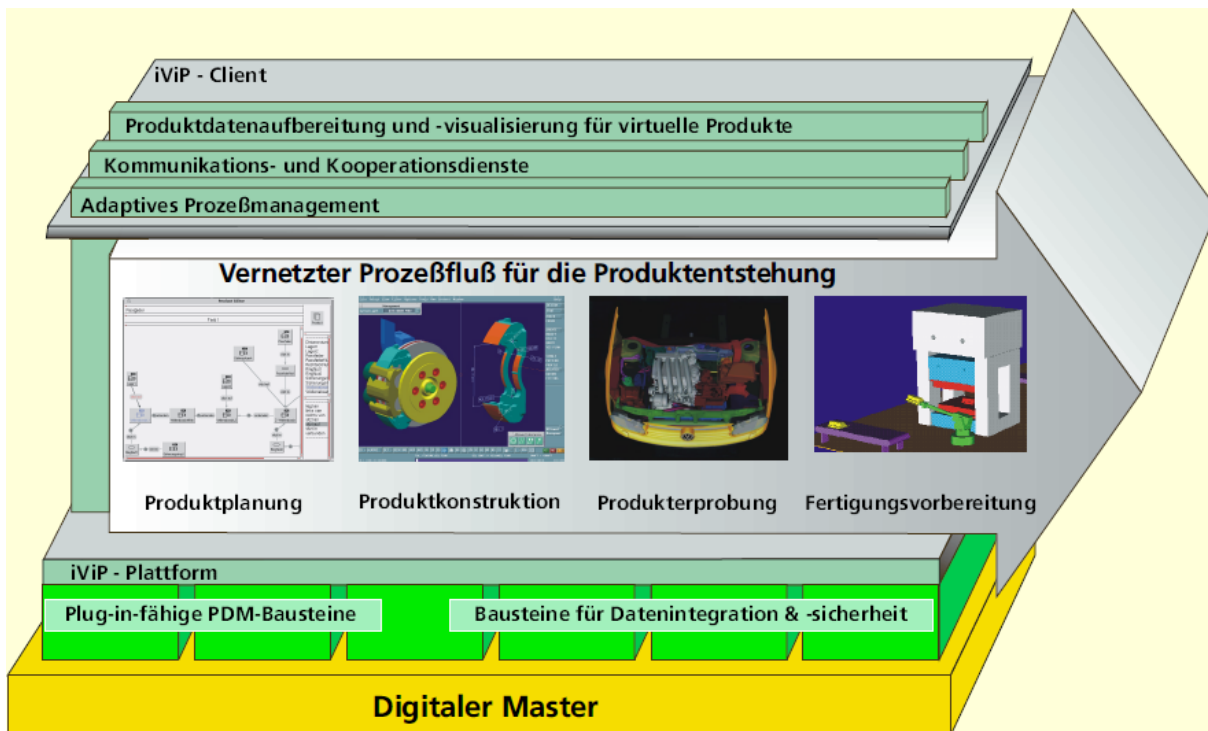 iViP - Client
Produktdatenaufbereitung und -visualisierung für virtuelle Produkte
Kommunikations- und Kooperationsdienste
Adaptives Prozeßmanagement
Vernetzter Prozeßfluß für die Produktentstehung
Produktplanung
Produktkonstruktion
Produkterprobung
Fertigungsvorbereitung
iViP - Plattform
Plug-in-fähige PDM-Bausteine
Bausteine für Datenintegration & -sicherheit
Digitaler Master